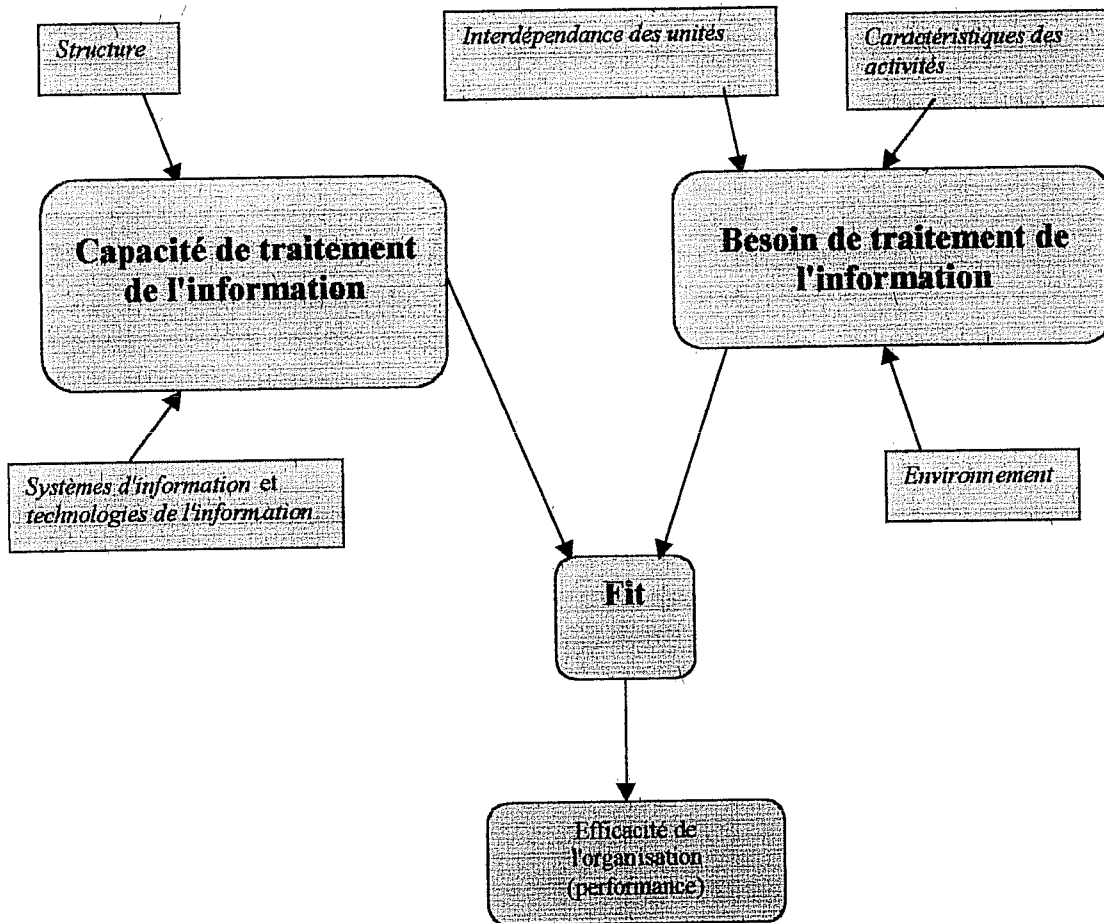 Structure
Interdépendance des unités
Caractéristiques des
activités
Capacité de traitement
de l'information
Besoin de traitement de
l'information
Systèmes d'information et
technologies de l'information
Environnement
Fit
Efficacité de
l'organisation
(performance)